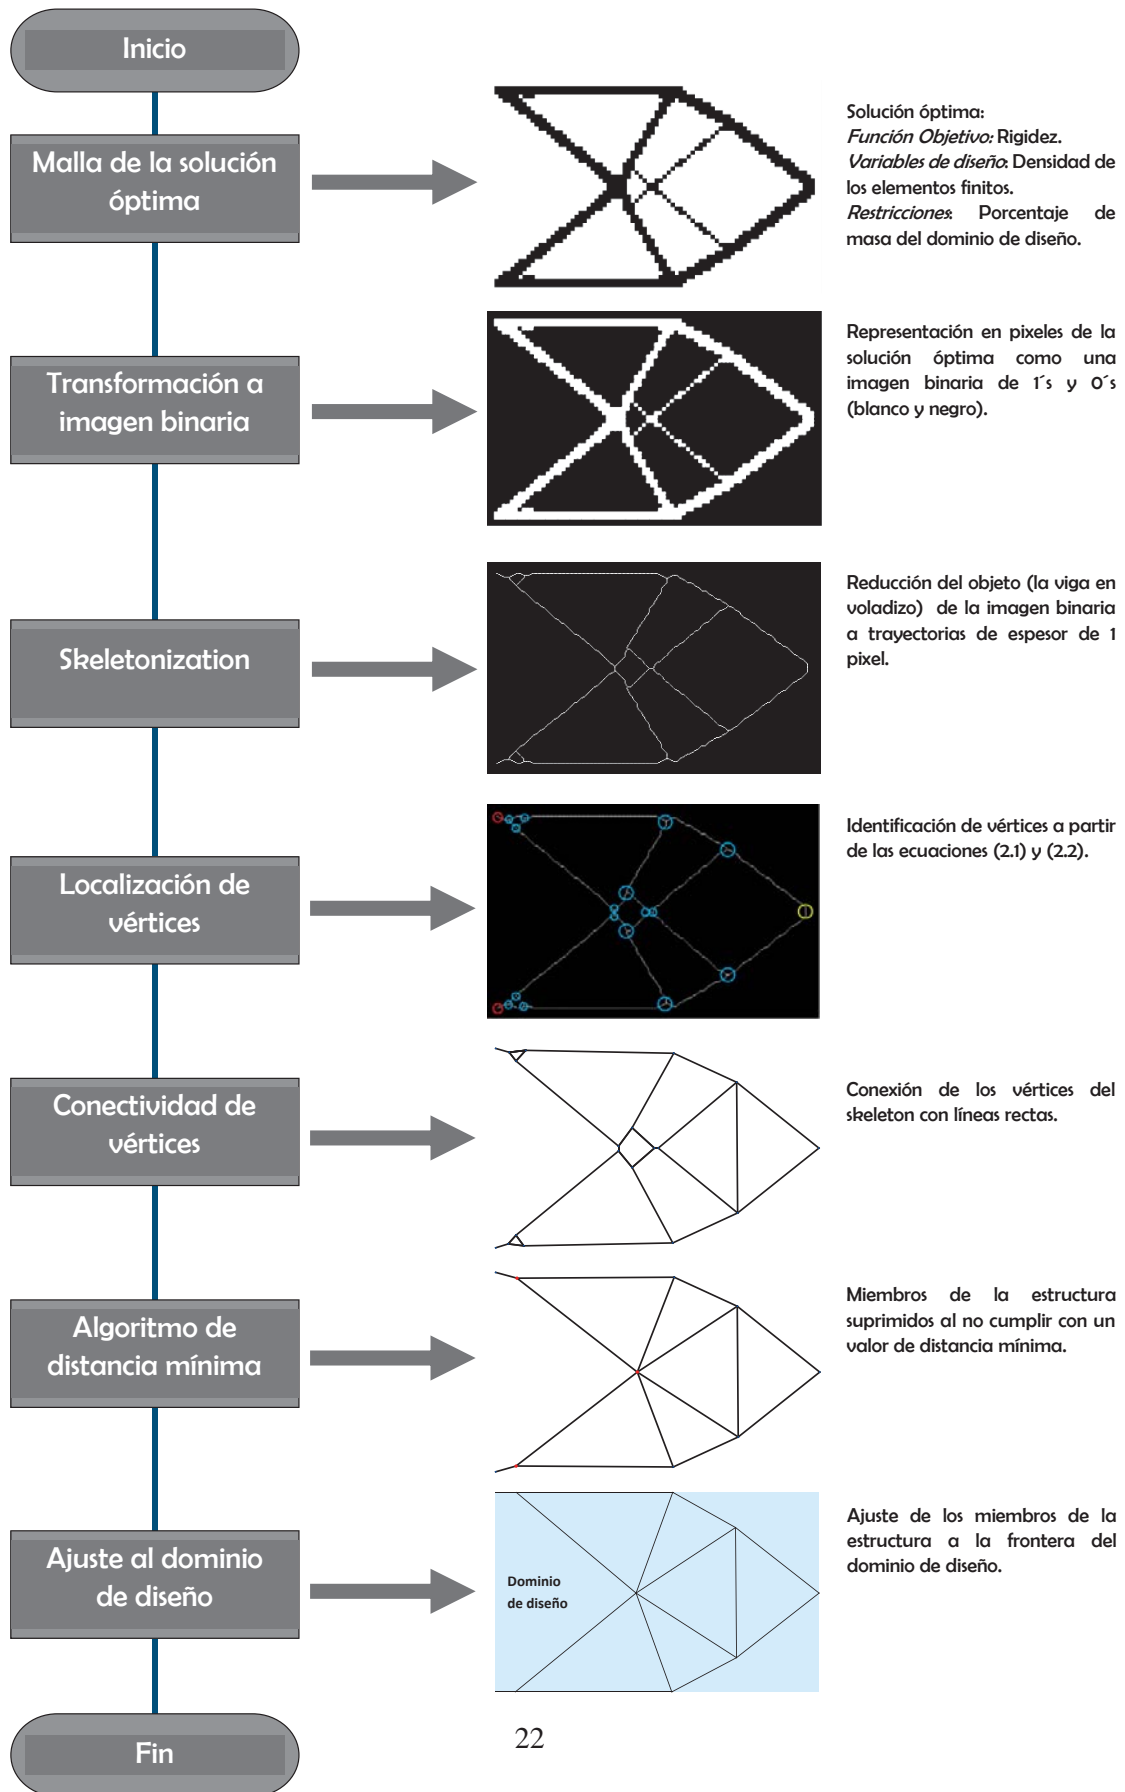 Inicio
Malla de la solución
óptima
Solución óptima:
Función Objetivo: Rigidez.
Variables de diseño: Densidad de
los elementos finitos.
Restricciones: Porcentaje de
masa del dominio de diseño.
Transformación a
imagen binaria
Representación en pixeles de la
solución óptima como una
imagen binaria de 1´s y 0´s
(blanco y negro).
Skeletonization
Reducción del objeto (la viga en
voladizo) de la imagen binaria
a trayectorias de espesor de 1
pixel.
Localización de
vértices
Identificación de vértices a partir
de las ecuaciones (2.1) y (2.2).
Conectividad de
vértices
Conexión de los vértices del
skeleton con líneas rectas.
Algoritmo de
distancia mínima
Miembros de la estructura
suprimidos al no cumplir con un
valor de distancia mínima.
Ajuste al dominio
de diseño
Dominio
de diseño
Ajuste de los miembros de la
estructura a la frontera del
dominio de diseño.
Fin
22